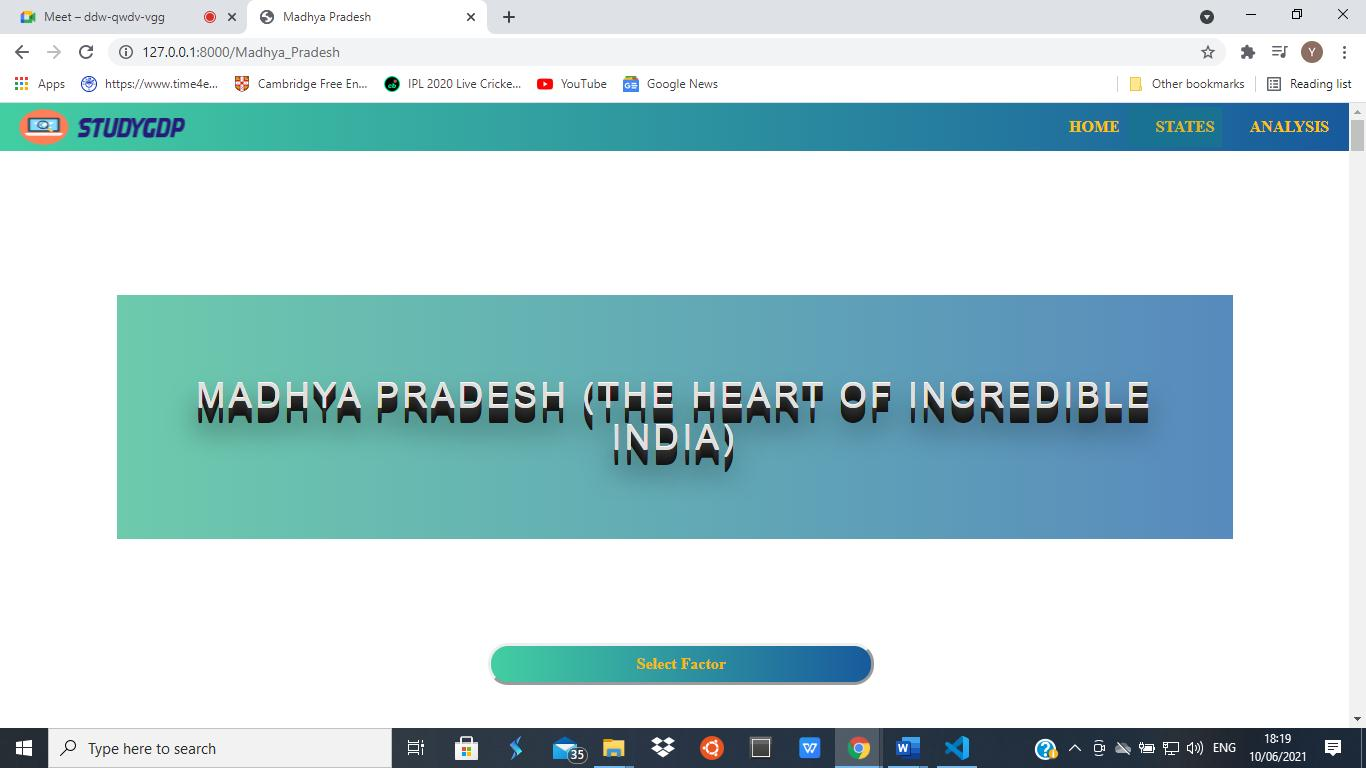 Meet – ddw-qwdv-vgg
Madhya Pradesh
127.0.0.1:8000/Madhya_Pradesh
Y
Apps
https://www.time4e...
Cambridge Free En...
IPL 2020 Live Cricke...
YouTube
Google News
Other bookmarks
Reading list
STUDYGDP
HOME
STATES
ANALYSIS
MADHYA PRADESH (THE HEART OF INCREDIBLE
INDIA)
Select Factor
Type here to search
35
ENG
18:19
10/06/2021